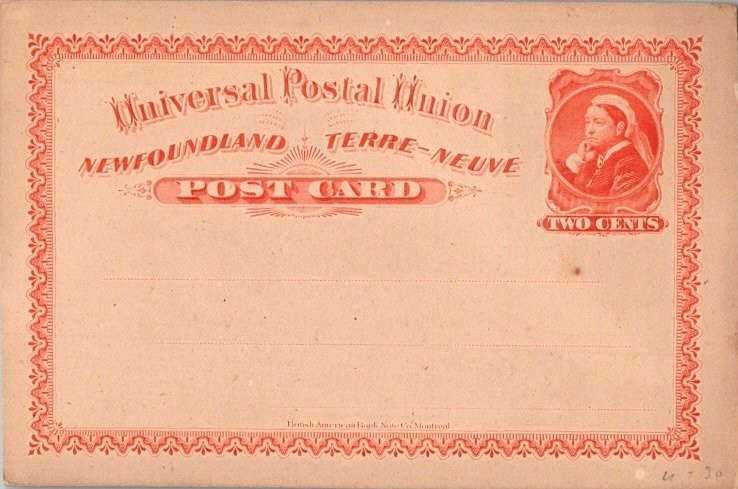 Universal Postal Union
NEWFOUNDLAND TERRE-NEUVE
POST CARD
TWO CENTS
British American Bank Note Co. Montreal